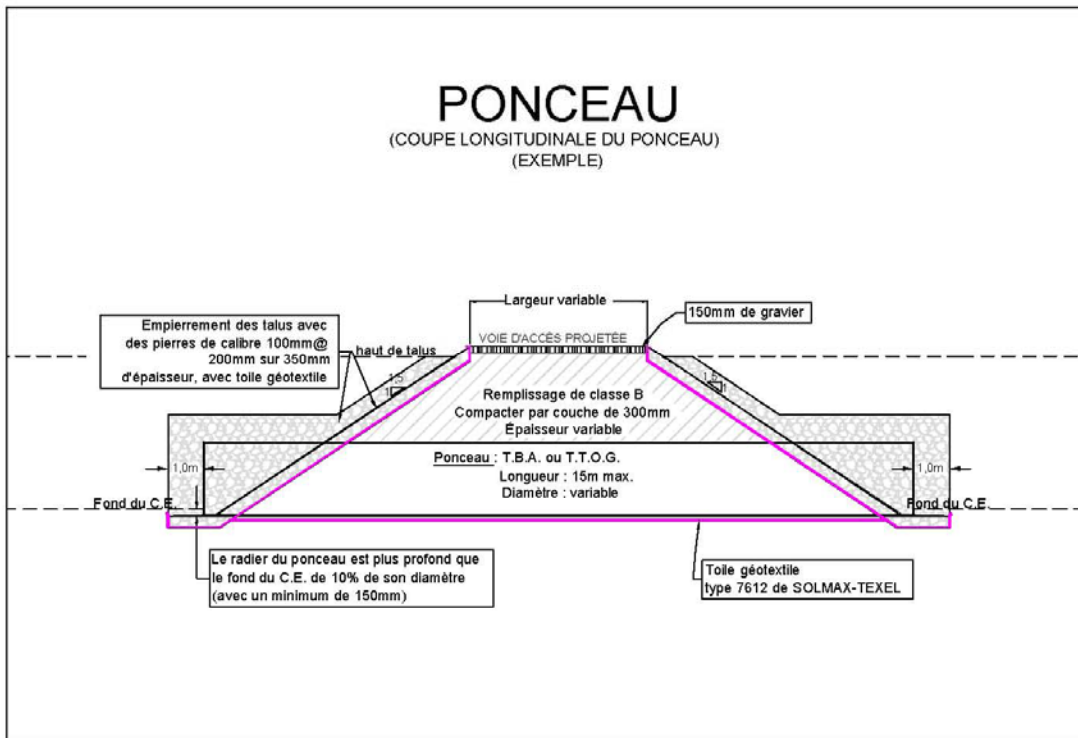 PONCEAU
(COUPE LONGITUDINALE DU PONCEAU)
(EXEMPLE)
Largeur variable
150mm de gravier
VOIE D'ACCÈS PROJETÉE
Empierrement des talus avec
des pierres de calibre 100mm@
200mm sur 350mm
d'épaisseur, avec toile géotextile
haut de talus
1,5
1
1,5
1
Remplissage de classe B
Compacter par couche de 300mm
Épaisseur variable
Ponceau : T.B.A. ou T.T.O.G.
Longueur : 15m max.
Diamètre : variable
1,0m
1,0m
Fond du C.E.
Fond du C.E.
Le radier du ponceau est plus profond que
le fond du C.E. de 10% de son diamètre
(avec un minimum de 150mm)
Toile géotextile
type 7612 de SOLMAX-TEXEL